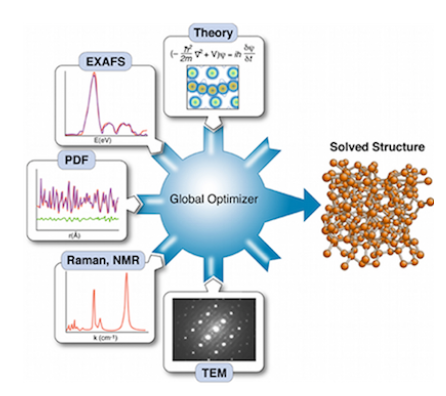 Theory
(- ℏ²/2m ∇² + V)φ = iℏ ∂φ/∂t
EXAFS
E(eV)
PDF
r(Å)
Raman, NMR
k (cm⁻¹)
TEM
Global Optimizer
Solved Structure